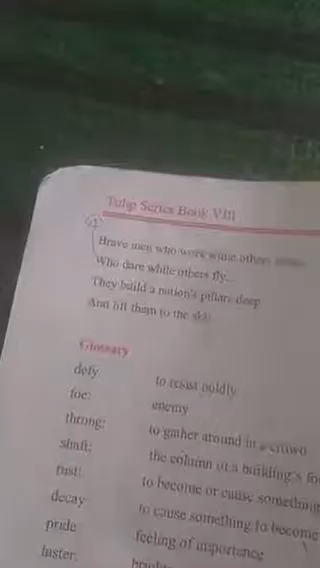 Tulip Series Book VIII
Brave men who work while others
Who dare while others fly...
They build a nation's pillars deep
And lift them to the sky.
Glossary
defy to resist boldly
foe: enemy
throng: to gather around in a crowd
shaft: the column of a building's fo
rust: to become or cause something
decay to cause something to become
pride feeling of importance
luster: